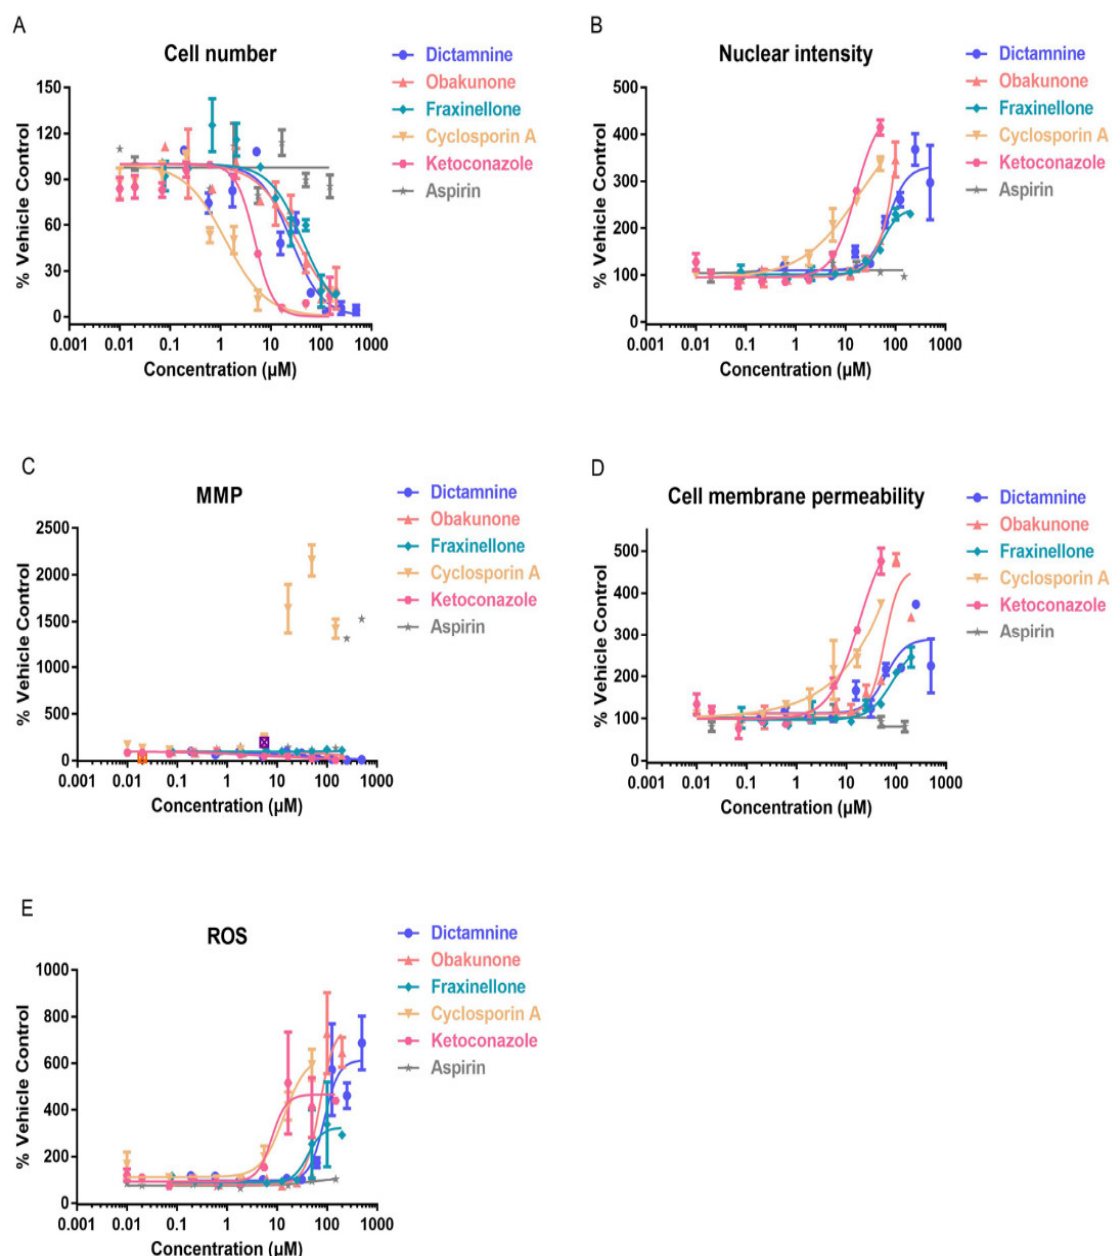 A
Cell number
% Vehicle Control
150
120
90
60
30
0
0.001 0.01 0.1 1 10 100 1000
Concentration (µM)
Dictamnine
Obakunone
Fraxinellone
Cyclosporin A
Ketoconazole
Aspirin
B
Nuclear intensity
% Vehicle Control
500
400
300
200
100
0
0.001 0.01 0.1 1 10 100 1000
Concentration (µM)
Dictamnine
Obakunone
Fraxinellone
Cyclosporin A
Ketoconazole
Aspirin
C
MMP
% Vehicle Control
2500
2000
1500
1000
500
0
0.001 0.01 0.1 1 10 100 1000
Concentration (µM)
Dictamnine
Obakunone
Fraxinellone
Cyclosporin A
Ketoconazole
Aspirin
D
Cell membrane permeability
% Vehicle Control
500
400
300
200
100
0
0.001 0.01 0.1 1 10 100 1000
Concentration (µM)
Dictamnine
Obakunone
Fraxinellone
Cyclosporin A
Ketoconazole
Aspirin
E
ROS
% Vehicle Control
1000
800
600
400
200
0
0.001 0.01 0.1 1 10 100 1000
Concentration (µM)
Dictamnine
Obakunone
Fraxinellone
Cyclosporin A
Ketoconazole
Aspirin